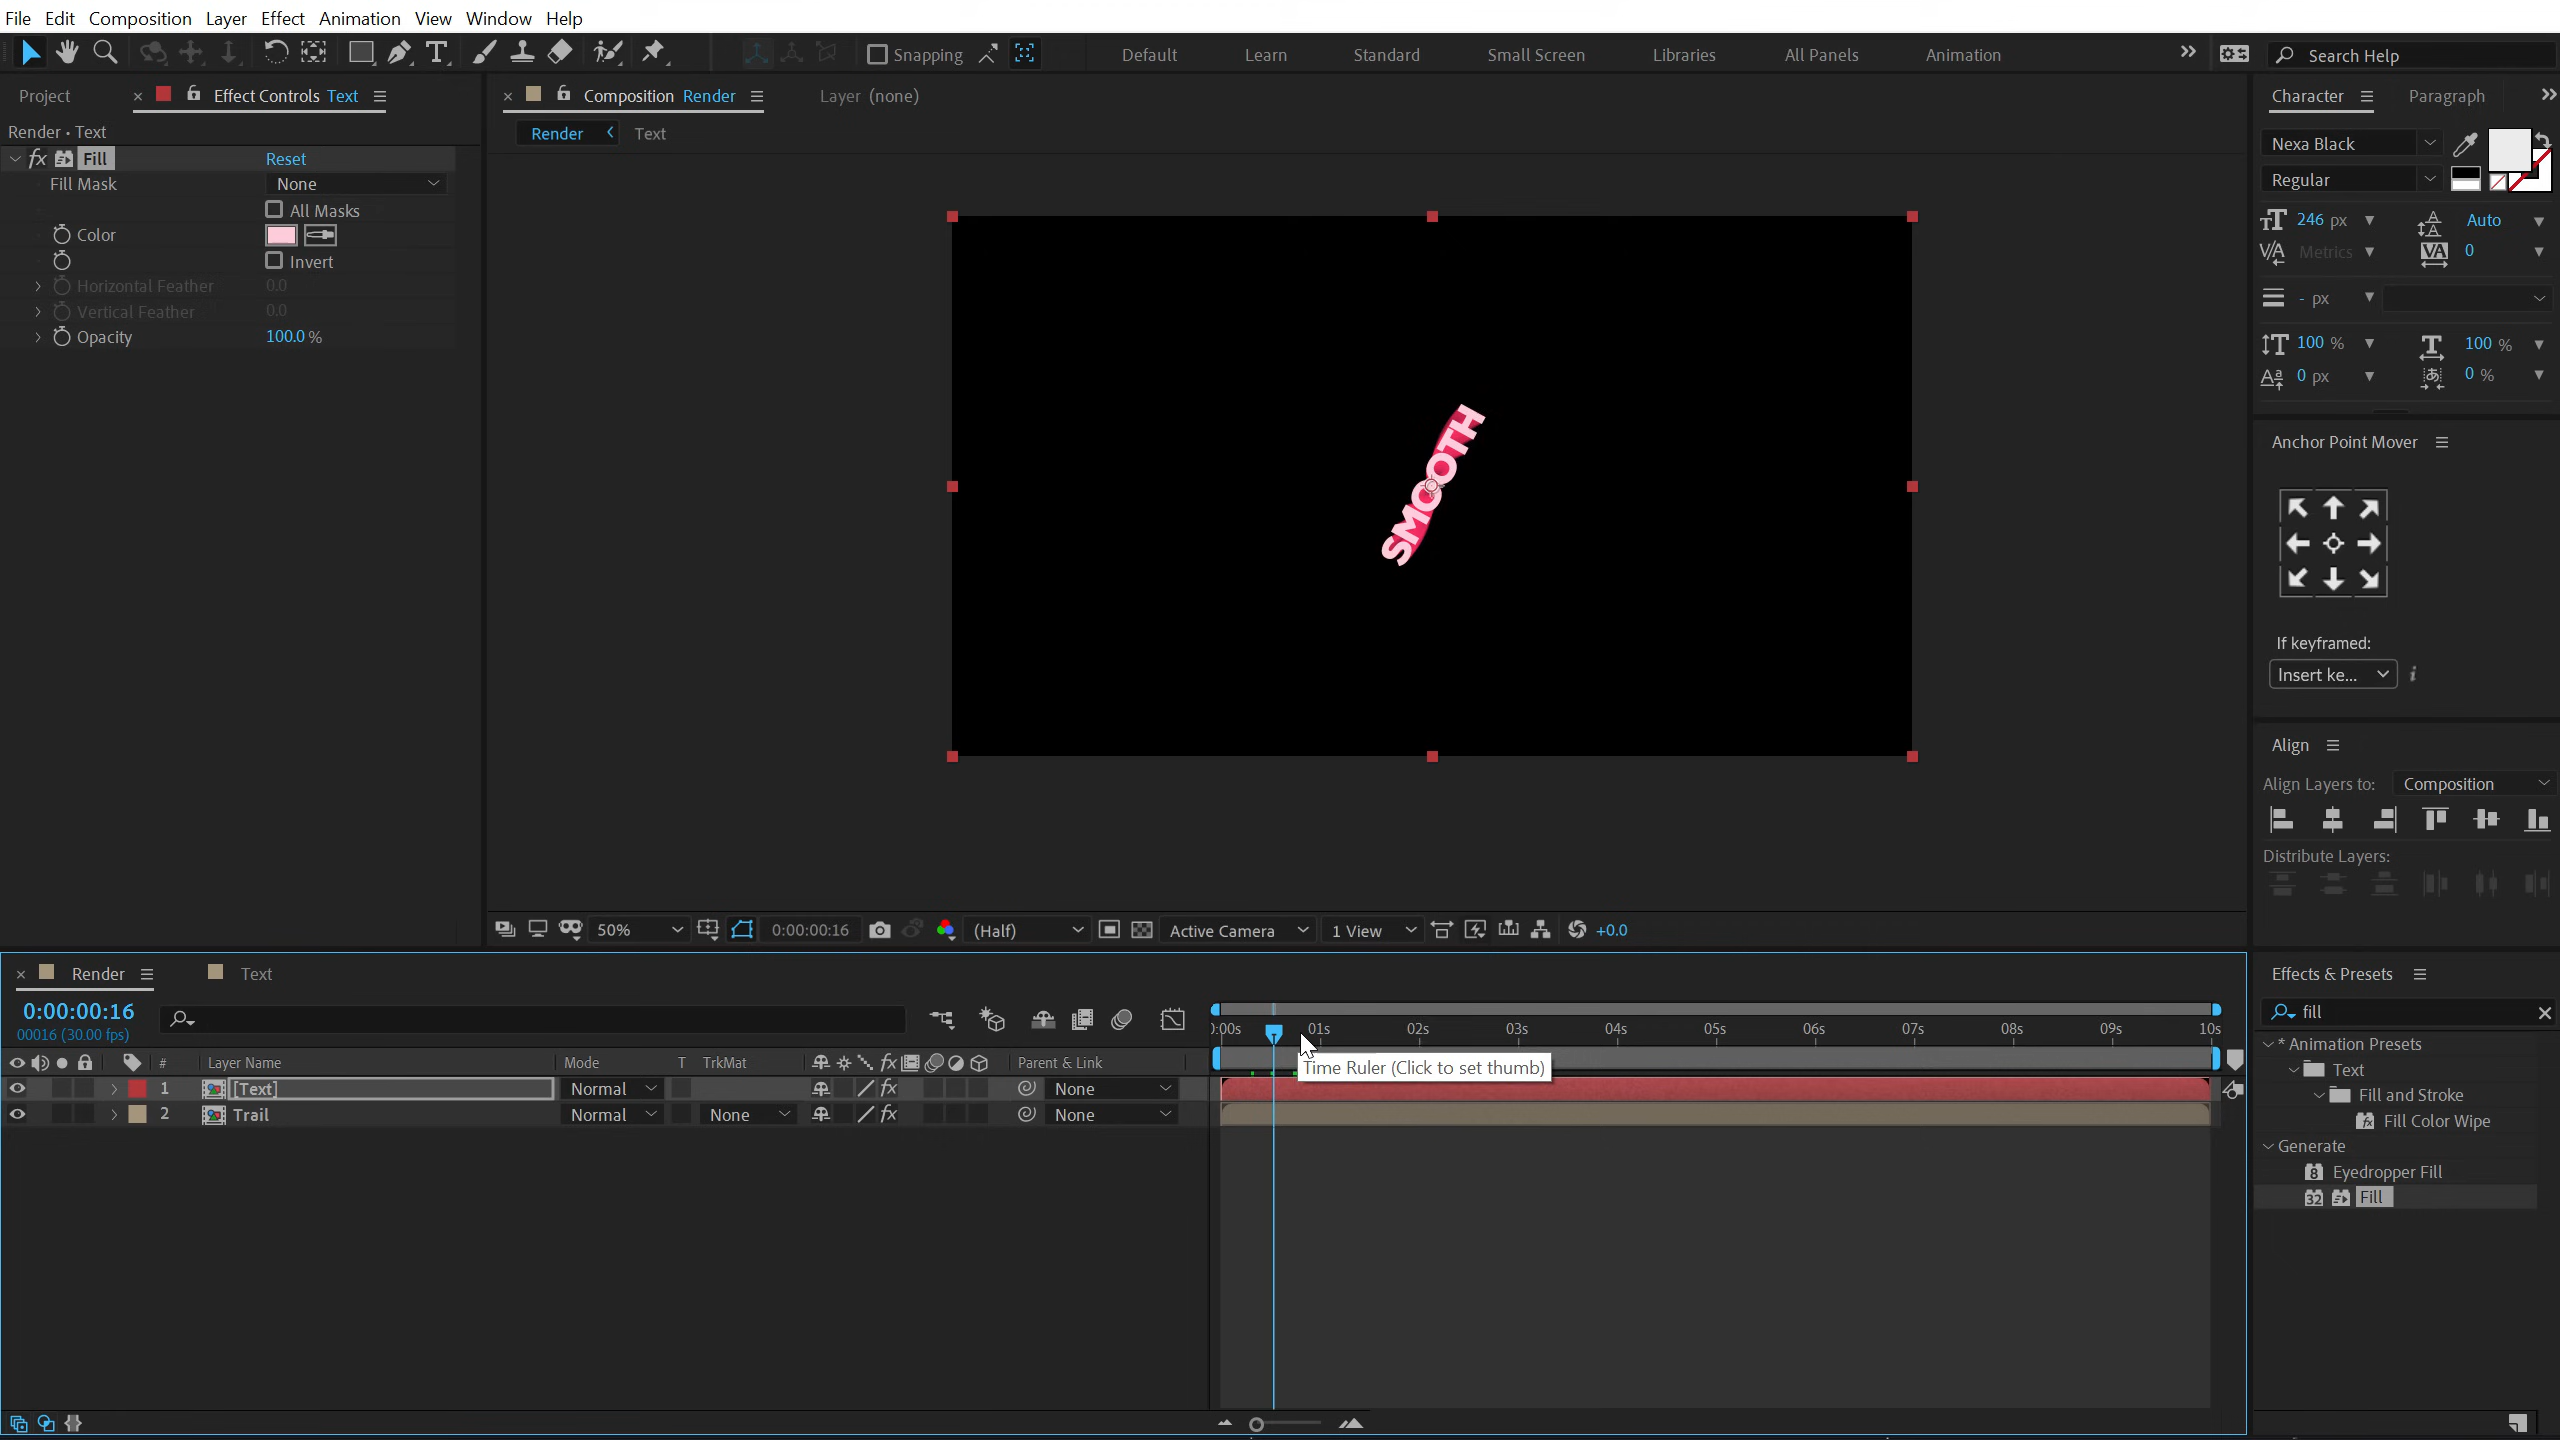 File Edit Composition Layer Effect Animation View Window Help
Snapping Default Learn Standard Small Screen Libraries All Panels Animation Search Help
Project Effect Controls Text
Composition Render Layer (none)
Character Paragraph
Render • Text
Render Text
fx Fill Reset
Fill Mask None
All Masks
Color
Invert
Horizontal Feather 0.0
Vertical Feather 0.0
Opacity 100.0 %
SMOOTH
Nexa Black
Regular
246 px Auto
Metrics 0
- px
100 % 100 %
0 px 0 %
Anchor Point Mover
If keyframed:
Insert ke...
Align
Align Layers to: Composition
Distribute Layers:
50% 0:00:00:16 (Half) Active Camera 1 View +0.0
Render Text
0:00:00:16
00016 (30.00 fps)
0:00s 01s 02s 03s 04s 05s 06s 07s 08s 09s 10s
# Layer Name Mode T TrkMat fx Parent & Link
Time Ruler (Click to set thumb)
1 [Text] Normal fx None
2 Trail Normal None fx None
Effects & Presets
fill
* Animation Presets
Text
Fill and Stroke
Fill Color Wipe
Generate
Eyedropper Fill
Fill